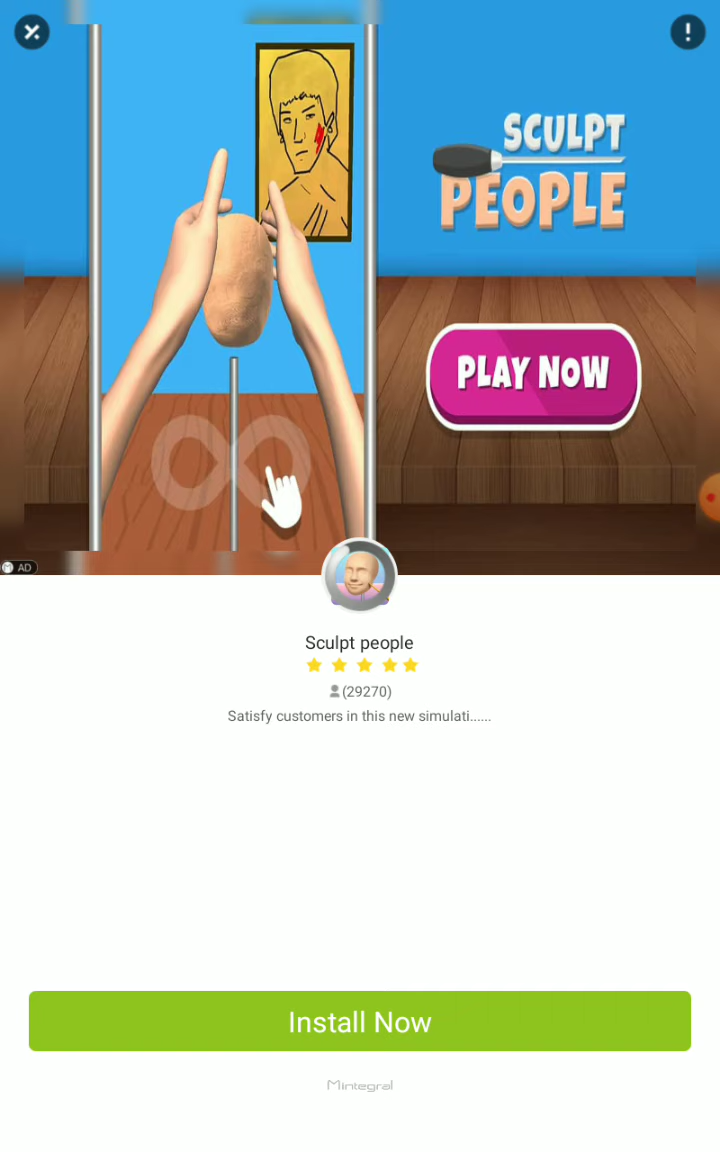 SCULPT
PEOPLE
PLAY NOW
AD
Sculpt people
(29270)
Satisfy customers in this new simulati......
Install Now
Mintegral